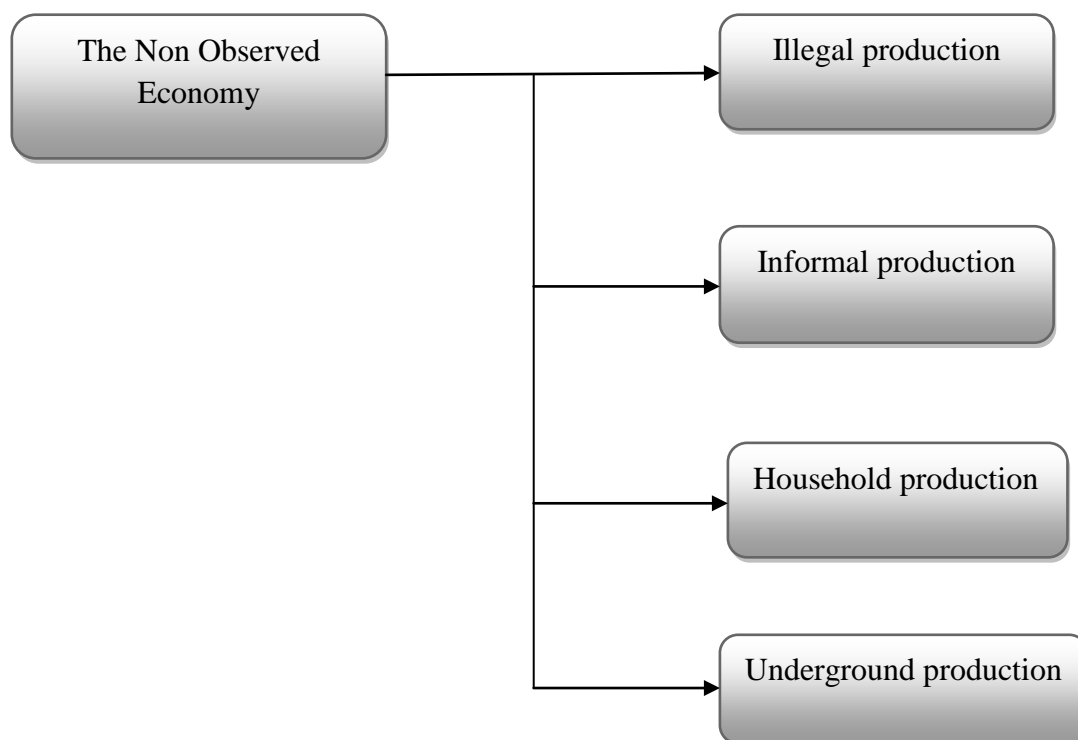 The Non Observed
Economy
Illegal production
Informal production
Household production
Underground production